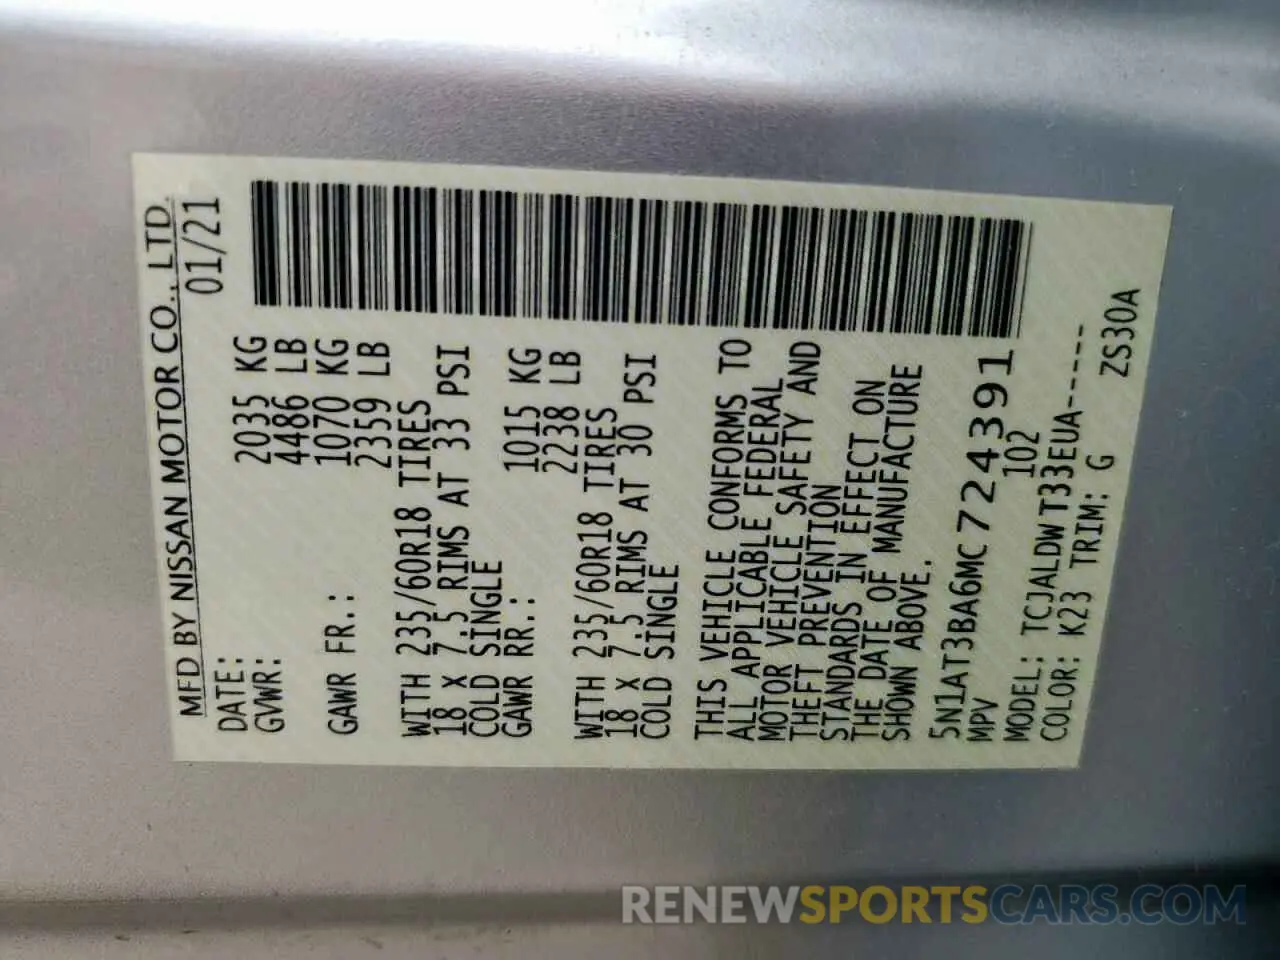 MFD BY NISSAN MOTOR CO., LTD.
DATE: 01/21
GVWR: 2035 KG
4486 LB
GAWR FR.: 1070 KG
2359 LB
WITH 235/60R18 TIRES
18 X 7.5 RIMS AT 33 PSI
COLD SINGLE
GAWR RR.: 1015 KG
2238 LB
WITH 235/60R18 TIRES
18 X 7.5 RIMS AT 30 PSI
COLD SINGLE
THIS VEHICLE CONFORMS TO
ALL APPLICABLE FEDERAL
MOTOR VEHICLE SAFETY AND
THEFT PREVENTION
STANDARDS IN EFFECT ON
THE DATE OF MANUFACTURE
SHOWN ABOVE.
5N1AT3BA6MC724391
MPV 102
MODEL: TCJALDWT33EUA-----
COLOR: K23 TRIM: G
ZS30A
RENEWSPORTSCARS.COM